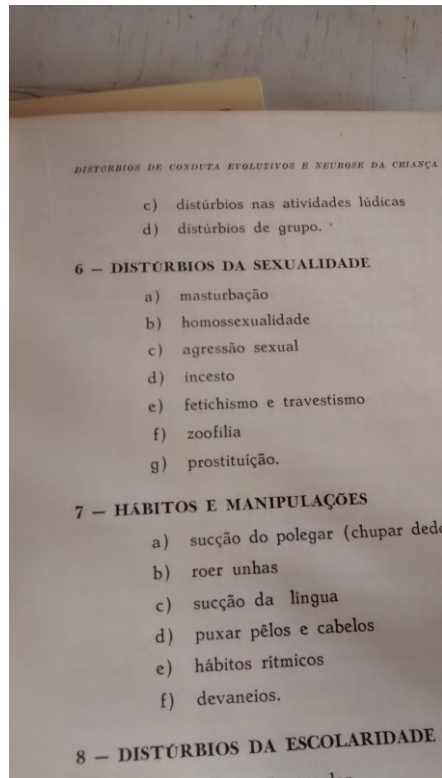 DISTÚRBIOS DE CONDUTA EVOLUTIVOS E NEUROSE DA CRIANÇA
c) distúrbios nas atividades lúdicas
d) distúrbios de grupo.
6 — DISTÚRBIOS DA SEXUALIDADE
a) masturbação
b) homossexualidade
c) agressão sexual
d) incesto
e) fetichismo e travestismo
f) zoofilia
g) prostituição.
7 — HÁBITOS E MANIPULAÇÕES
a) sucção do polegar (chupar dedo
b) roer unhas
c) sucção da língua
d) puxar pêlos e cabelos
e) hábitos rítmicos
f) devaneios.
8 — DISTÚRBIOS DA ESCOLARIDADE